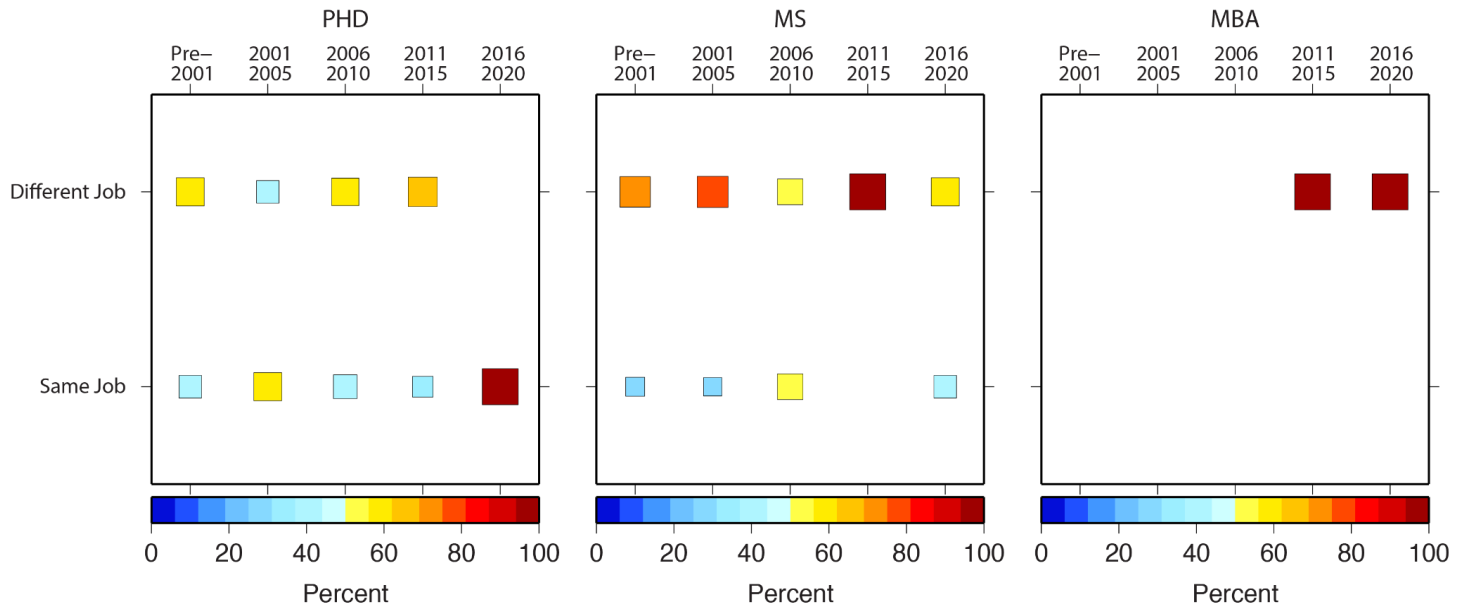 PHD MS MBA
Pre– 2001 2006 2011 2016 Pre– 2001 2006 2011 2016 Pre– 2001 2006 2011 2016
2001 2005 2010 2015 2020 2001 2005 2010 2015 2020 2001 2005 2010 2015 2020
Different Job
Same Job
0 20 40 60 80 100 0 20 40 60 80 100 0 20 40 60 80 100
Percent Percent Percent